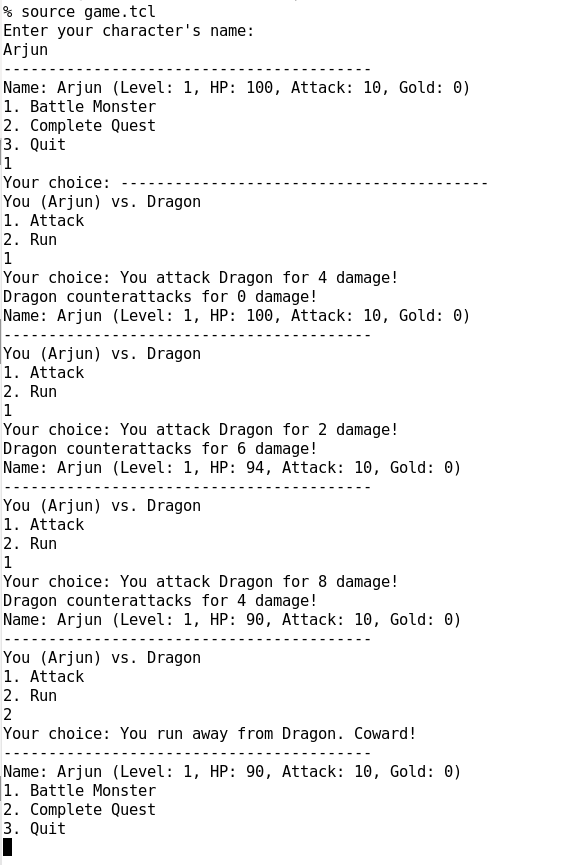 % source game.tcl
Enter your character's name:
Arjun
-----------------------------------------
Name: Arjun (Level: 1, HP: 100, Attack: 10, Gold: 0)
1. Battle Monster
2. Complete Quest
3. Quit
1
Your choice: -----------------------------------------
You (Arjun) vs. Dragon
1. Attack
2. Run
1
Your choice: You attack Dragon for 4 damage!
Dragon counterattacks for 0 damage!
Name: Arjun (Level: 1, HP: 100, Attack: 10, Gold: 0)
-----------------------------------------
You (Arjun) vs. Dragon
1. Attack
2. Run
1
Your choice: You attack Dragon for 2 damage!
Dragon counterattacks for 6 damage!
Name: Arjun (Level: 1, HP: 94, Attack: 10, Gold: 0)
-----------------------------------------
You (Arjun) vs. Dragon
1. Attack
2. Run
1
Your choice: You attack Dragon for 8 damage!
Dragon counterattacks for 4 damage!
Name: Arjun (Level: 1, HP: 90, Attack: 10, Gold: 0)
-----------------------------------------
You (Arjun) vs. Dragon
1. Attack
2. Run
2
Your choice: You run away from Dragon. Coward!
-----------------------------------------
Name: Arjun (Level: 1, HP: 90, Attack: 10, Gold: 0)
1. Battle Monster
2. Complete Quest
3. Quit